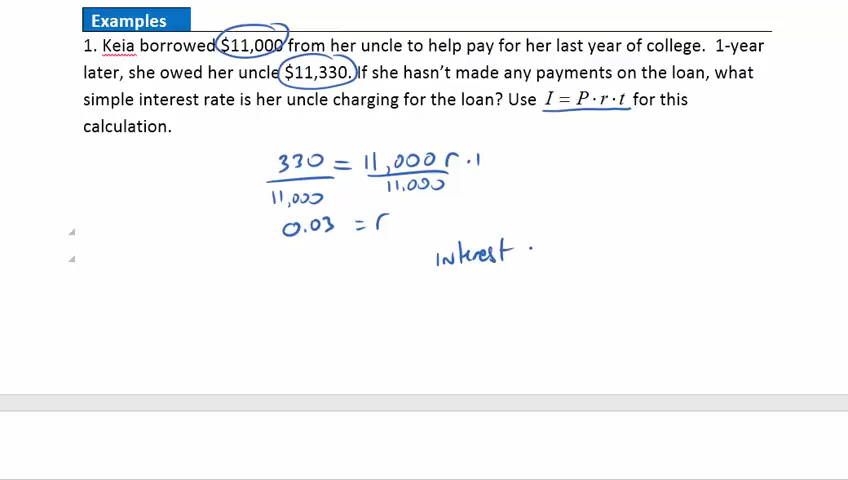 Examples
1. Keia borrowed $11,000 from her uncle to help pay for her last year of college. 1-year
later, she owed her uncle $11,330. If she hasn't made any payments on the loan, what
simple interest rate is her uncle charging for the loan? Use I = P · r · t for this
calculation.
330 = 11,000 r · 1
11,000 11,000
0.03 = r
interest